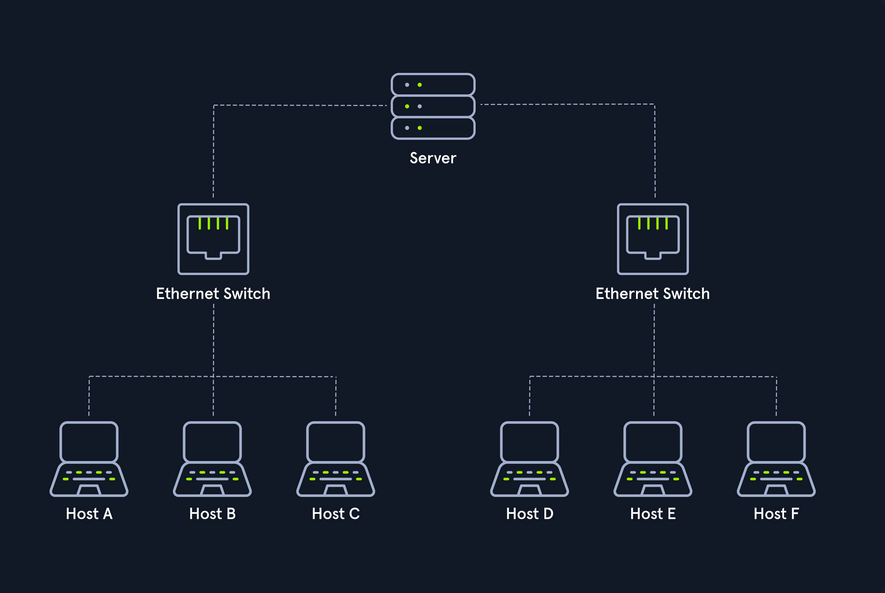 Server
Ethernet Switch
Ethernet Switch
Host A
Host B
Host C
Host D
Host E
Host F